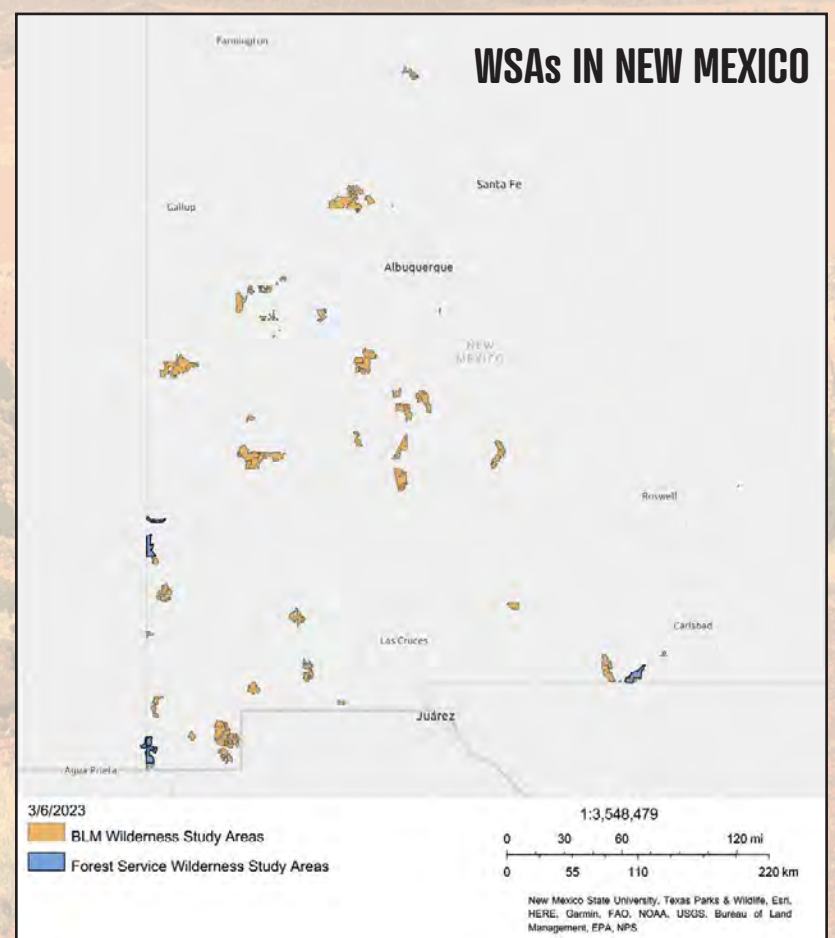 WSAs IN NEW MEXICO
Farmington
Santa Fe
Gallup
Albuquerque
NEW
MEXICO
Roswell
Carlsbad
Las Cruces
Juárez
Agua Prieta
3/6/2023
BLM Wilderness Study Areas
Forest Service Wilderness Study Areas
1:3,548,479
0 30 60 120 mi
0 55 110 220 km
New Mexico State University, Texas Parks & Wildlife, Esri,
HERE, Garmin, FAO, NOAA, USGS, Bureau of Land
Management, EPA, NPS